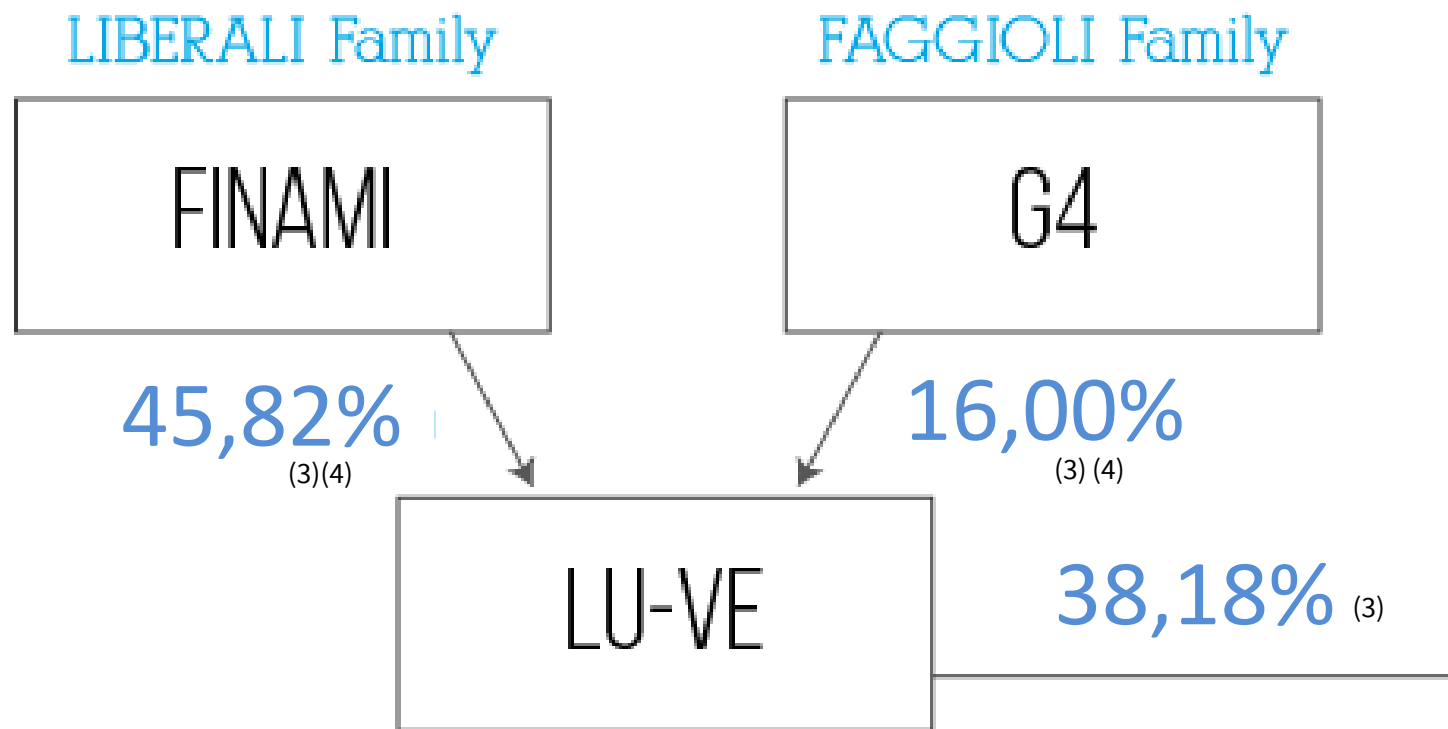 LIBERALI Family
FAGGIOLI Family
FINAMI
G4
45,82%
(3)(4)
16,00%
(3) (4)
LU-VE
38,18% (3)